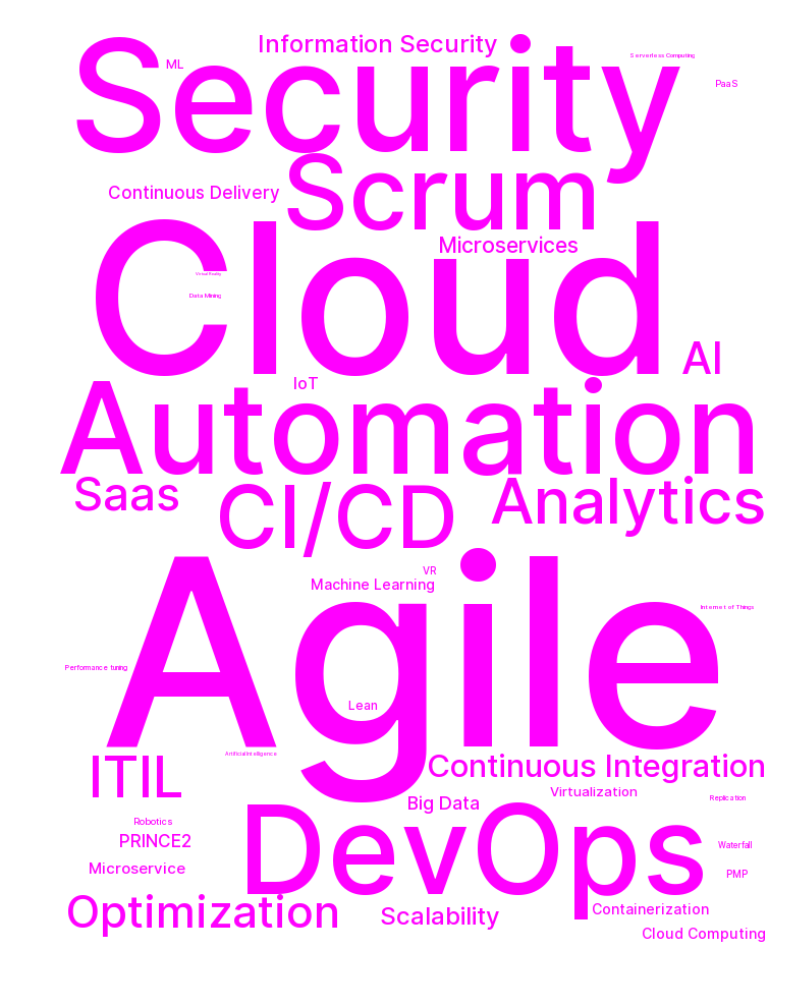 Information Security
Security
ML
Serverless Computing
PaaS
Scrum
Continuous Delivery
Cloud
Microservices
Data Mining
AI
IoT
Automation
Saas
CI/CD
Analytics
Agile
VR
Machine Learning
Internet of Things
Performance tuning
Lean
Artificial Intelligence
ITIL
Continuous Integration
Virtualization
Big Data
Replication
DevOps
Robotics
PRINCE2
Waterfall
Microservice
PMP
Optimization
Scalability
Containerization
Cloud Computing